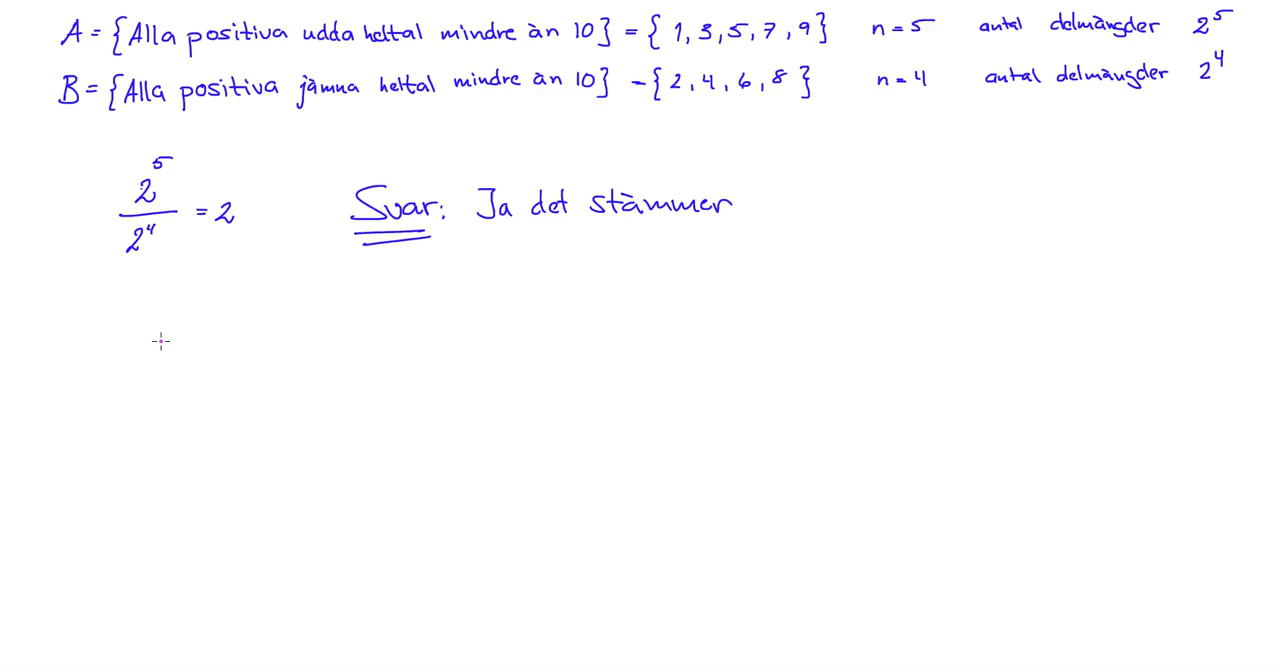 A = {Alla positiva udda heltal mindre än 10} = {1, 3, 5, 7, 9} n = 5 antal delmängder 2^5
B = {Alla positiva jämna heltal mindre än 10} = {2, 4, 6, 8} n = 4 antal delmängder 2^4
2^5/2^4 = 2 Svar: Ja det stämmer